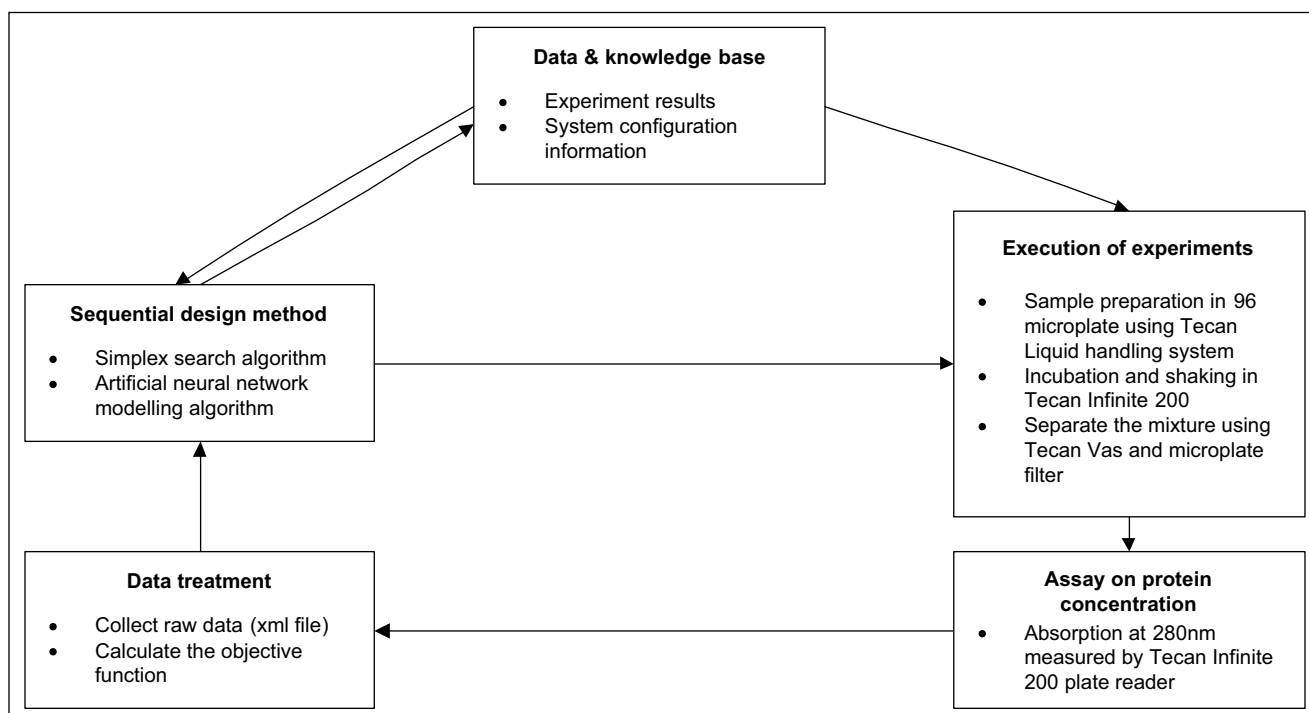 Data & knowledge base
• Experiment results
• System configuration
information
Execution of experiments
• Sample preparation in 96
microplate using Tecan
Liquid handling system
• Incubation and shaking in
Tecan Infinite 200
• Separate the mixture using
Tecan Vas and microplate
filter
Sequential design method
• Simplex search algorithm
• Artificial neural network
modelling algorithm
Data treatment
• Collect raw data (xml file)
• Calculate the objective
function
Assay on protein
concentration
• Absorption at 280nm
measured by Tecan Infinite
200 plate reader